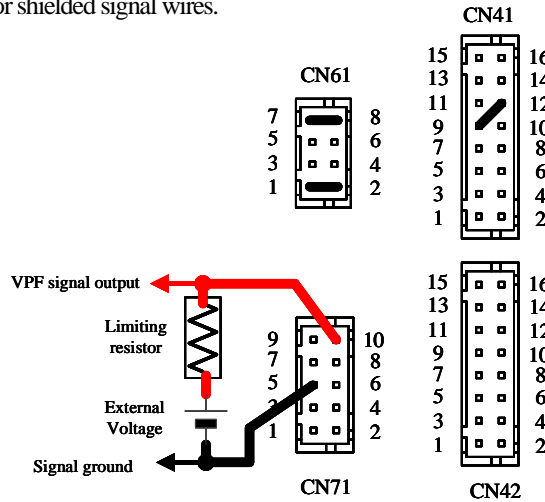 or shielded signal wires.
CN41
15 16
13 14
11 12
9 10
7 8
5 6
3 4
1 2
CN61
7 8
5 6
3 4
1 2
VPF signal output
Limiting
resistor
External
Voltage
Signal ground
9 10
7 8
5 6
3 4
1 2
CN71
15 16
13 14
11 12
9 10
7 8
5 6
3 4
1 2
CN42